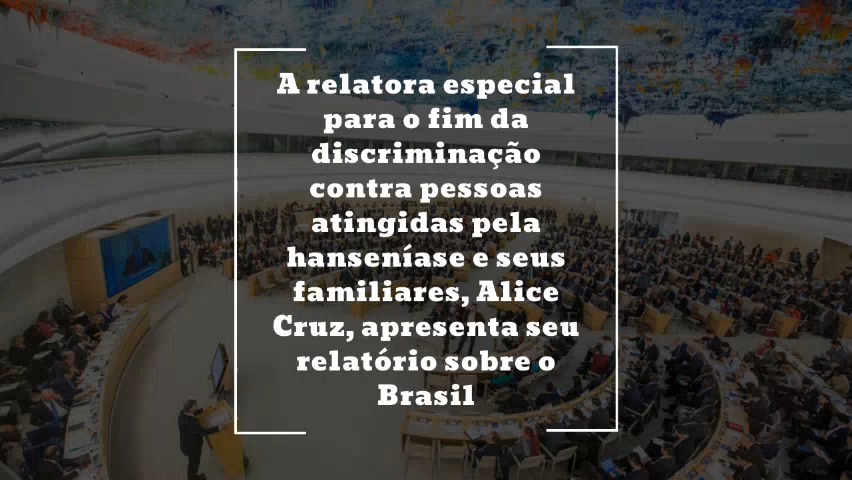 A relatora especial
para o fim da
discriminação
contra pessoas
atingidas pela
hanseníase e seus
familiares, Alice
Cruz, apresenta seu
relatório sobre o
Brasil